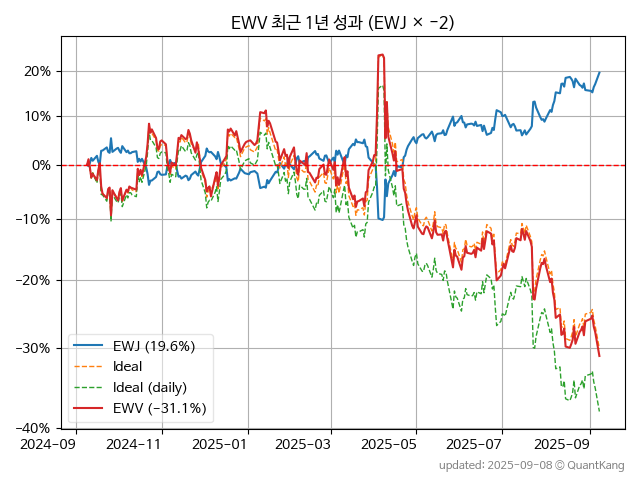 EWV 최근 1년 성과 (EWJ × −2)
20%
10%
0%
−10%
−20%
−30%
−40%
EWJ (19.6%)
Ideal
Ideal (daily)
EWV (−31.1%)
2024-09
2024-11
2025-01
2025-03
2025-05
2025-07
2025-09
updated: 2025-09-08 © QuantKang